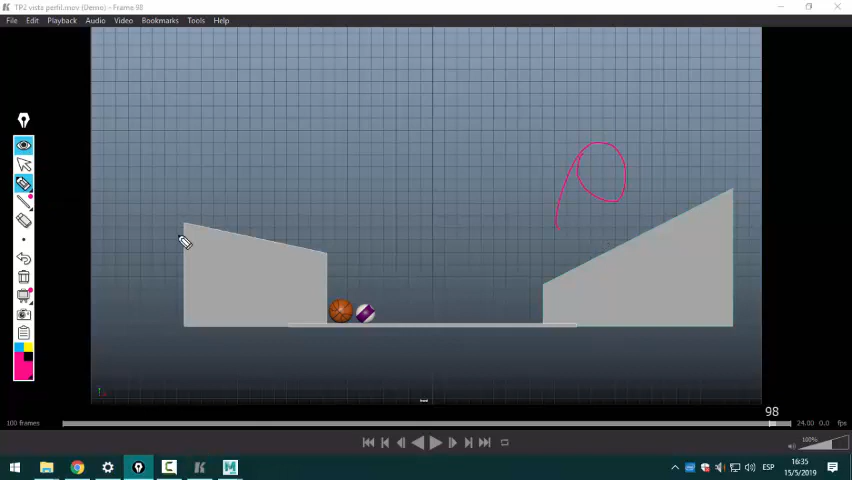 TP2 vista perfil.mov (Demo) - Frame 98
File Edit Playback Audio Video Bookmarks Tools Help
98
100 frames
24.00 0.0 fps
100%
ESP
16:35
15/5/2019